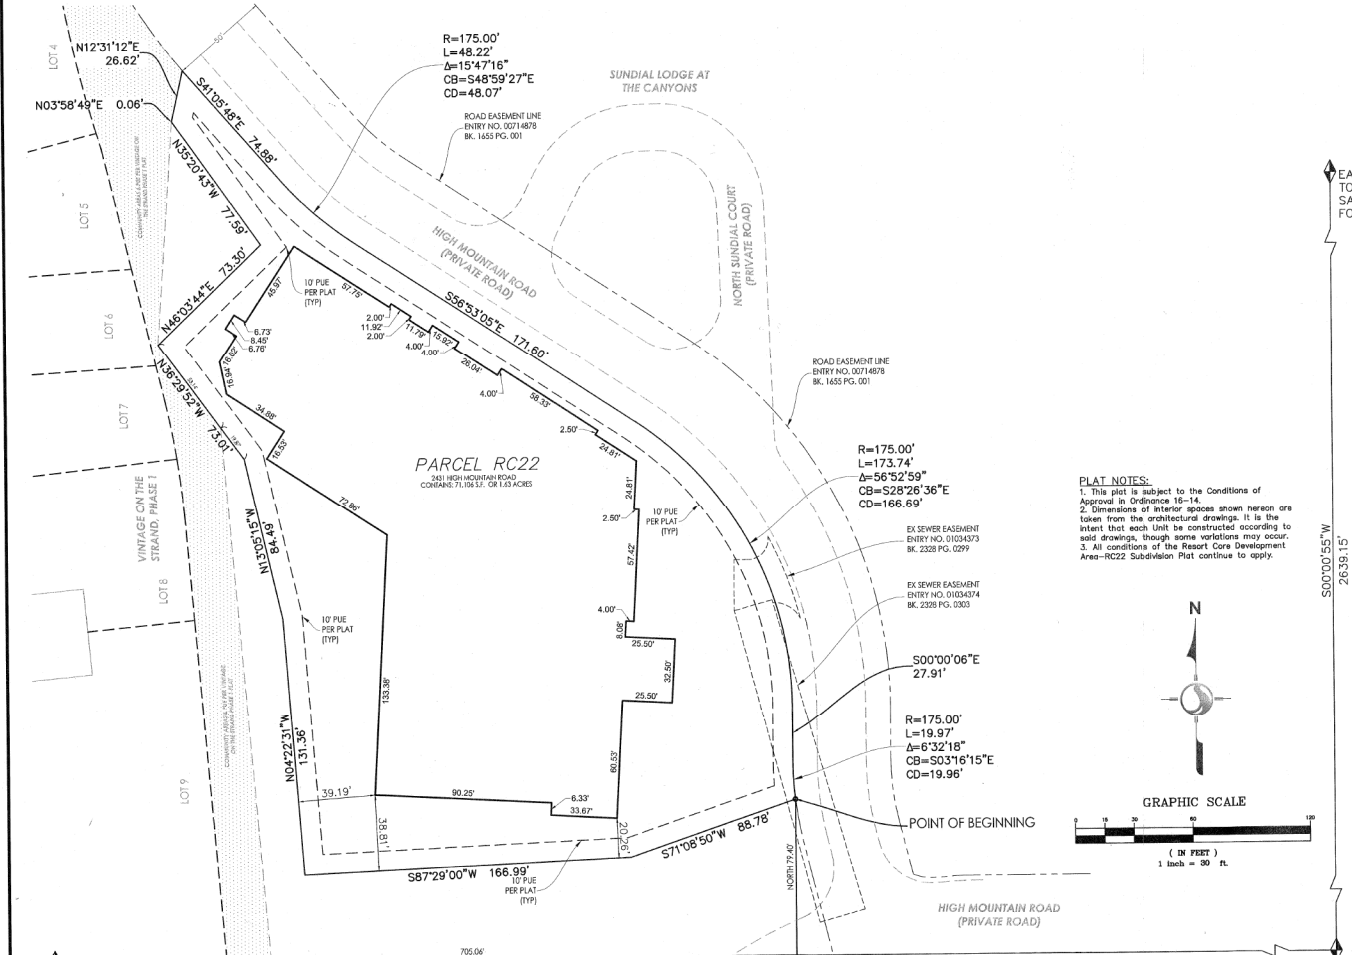 LOT 4
N12°31'12"E
26.62'
N03°58'49"E 0.06'
50'
S41°05'48"E 74.88'
R=175.00'
L=48.22'
Δ=15°47'16"
CB=S48°59'27"E
CD=48.07'
ROAD EASEMENT LINE
ENTRY NO. 00714878
BK. 1655 PG. 001
SUNDIAL LODGE AT
THE CANYONS
N35°20'43"W 77.59'
LOT 5
HIGH MOUNTAIN ROAD
(PRIVATE ROAD)
NORTH SUNDIAL COURT
(PRIVATE ROAD)
N46°03'44"E 73.30'
45.97'
10' PUE
PER PLAT
(TYP)
57.75'
2.00'
11.92'
2.00'
11.79'
15.92'
4.00'
4.00'
26.04'
4.00'
S56°53'05"E 171.60'
58.33'
2.50'
24.81'
LOT 6
6.73'
8.45'
6.76'
16.62'
16.94'
N36°29'52"W 73.01'
34.88'
16.53'
LOT 7
ROAD EASEMENT LINE
ENTRY NO. 00714878
BK. 1655 PG. 001
PARCEL RC22
2431 HIGH MOUNTAIN ROAD
CONTAINS: 71,106 S.F. OR 1.63 ACRES
72.86'
24.81'
2.50'
10' PUE
PER PLAT
(TYP)
57.42'
R=175.00'
L=173.74'
Δ=56°52'59"
CB=S28°26'36"E
CD=166.69'
EX SEWER EASEMENT
ENTRY NO. 01034373
BK. 2328 PG. 0299
EX SEWER EASEMENT
ENTRY NO. 01034374
BK. 2328 PG. 0303
PLAT NOTES:
1. This plat is subject to the Conditions of
Approval in Ordinance 16-14.
2. Dimensions of interior spaces shown hereon are
taken from the architectural drawings. It is the
intent that each Unit be constructed according to
said drawings, though some variations may occur.
3. All conditions of the Resort Core Development
Area-RC22 Subdivision Plat continue to apply.
EA
TO
SA
FO
S00°00'55"W
2639.15'
VINTAGE ON THE
STRAND, PHASE 1
N13°05'15"W
84.49'
LOT 8
10' PUE
PER PLAT
(TYP)
4.00'
8.08'
25.50'
32.50'
25.50'
133.38'
60.53'
S00°00'06"E
27.91'
N
R=175.00'
L=19.97'
Δ=6°32'18"
CB=S03°16'15"E
CD=19.96'
POINT OF BEGINNING
N04°22'31"W
131.36'
LOT 9
39.19'
90.25'
6.33'
33.67'
38.81'
20.26'
S71°08'50"W 88.78'
S87°29'00"W 166.99'
10' PUE
PER PLAT
(TYP)
NORTH 79.40'
GRAPHIC SCALE
0 15 30 60 120
( IN FEET )
1 inch = 30 ft.
HIGH MOUNTAIN ROAD
(PRIVATE ROAD)
705.06'